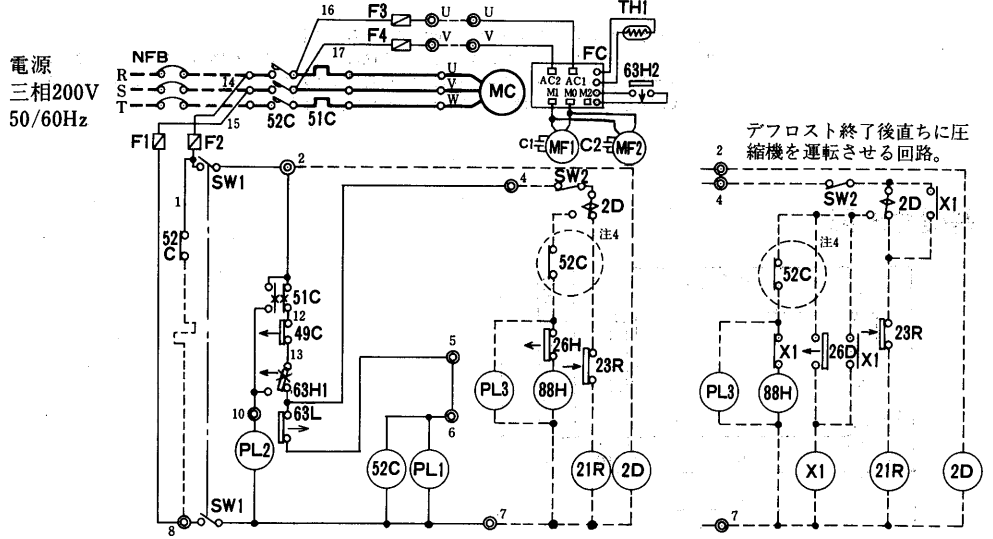 16 F3 U U TH1
17 F4 V V
電源
三相200V
50/60Hz
NFB
R
S
T
14
15
52C 51C
U
V
W
MC
FC
AC2 AC1
M1 M0 M2
63H2
C1 MF1 C2 MF2
F1 F2
デフロスト終了後直ちに圧
縮機を運転させる回路。
SW1 2 4 SW2 2D
注4
1
52
C
52C
51C
12
49C
13
63H1
63L
10
PL2
5
6
26H
23R
PL3 88H
52C PL1 21R 2D
SW1
8 7
2
4
SW2 2D X1
注4
52C
X1 26D X1 23R
PL3 88H
X1 21R 2D
7